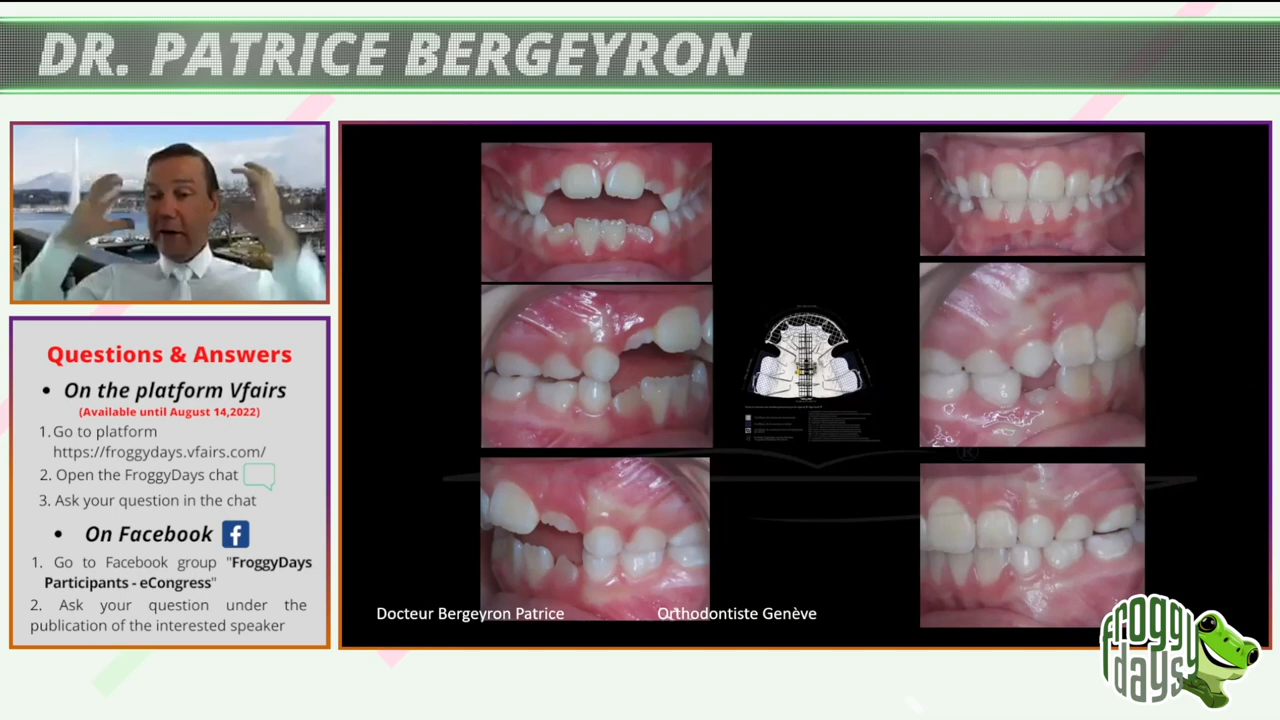 DR. PATRICE BERGEYRON
Questions & Answers
• On the platform Vfairs
(Available until August 14,2022)
1. Go to platform
https://froggydays.vfairs.com/
2. Open the FroggyDays chat
3. Ask your question in the chat
• On Facebook
1. Go to Facebook group "FroggyDays
Participants - eCongress"
2. Ask your question under the
publication of the interested speaker
®
Docteur Bergeyron Patrice
Orthodontiste Genève
froggy
days